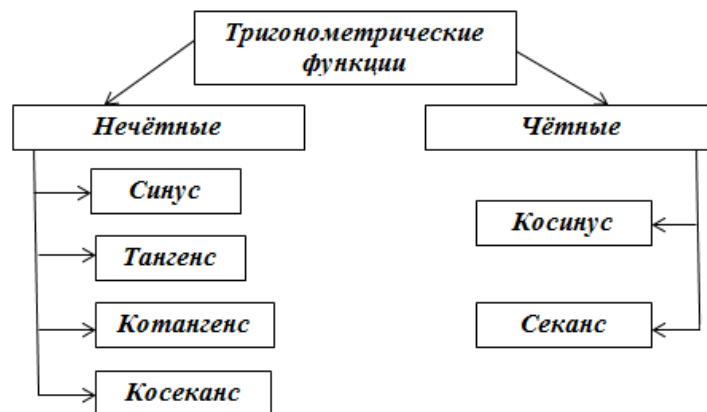 Тригонометрические
функции
Нечётные
Чётные
Синус
Тангенс
Котангенс
Косеканс
Косинус
Секанс